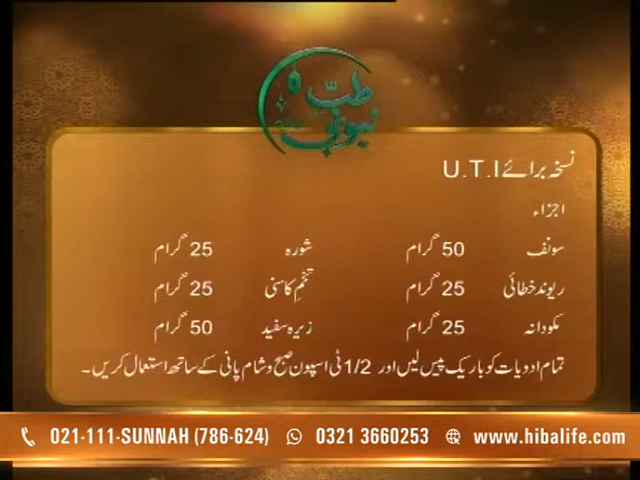 طبِّ نبوی
نسخہ برائے U.T.I
اجزاء
سونف 50 گرام شورہ 25 گرام
ریوند خطائی 25 گرام تخمِ کاسنی 25 گرام
مکودانہ 25 گرام زیرہ سفید 50 گرام
تمام ادویات کو باریک پیس لیں اور 1/2 ٹی اسپون صبح و شام پانی کے ساتھ استعمال کریں۔
021-111-SUNNAH (786-624) 0321 3660253 www.hibalife.com